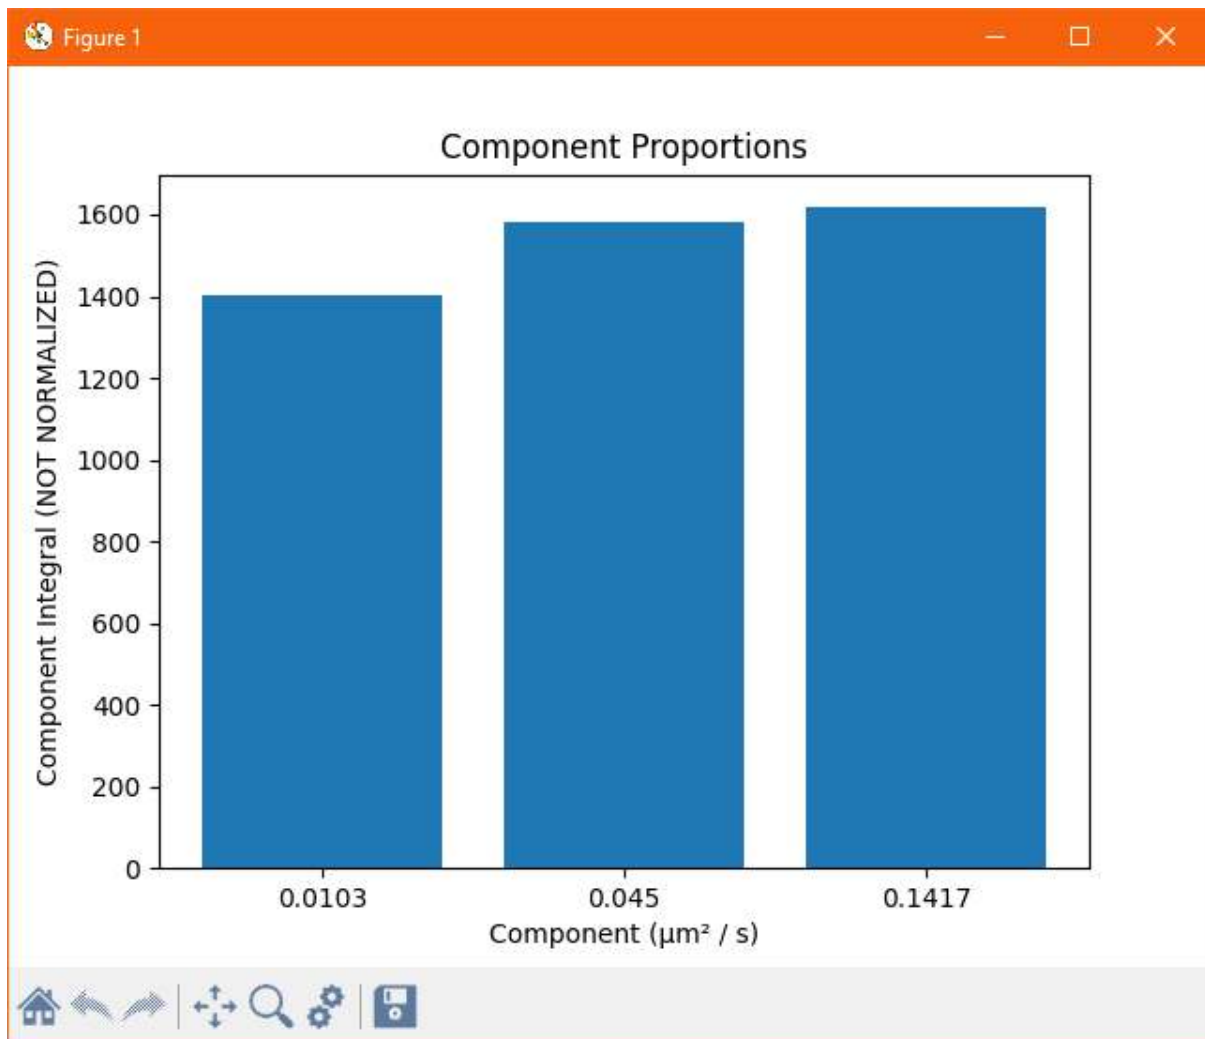 Figure 1
Component Proportions
Component Integral (NOT NORMALIZED)
1600
1400
1200
1000
800
600
400
200
0
0.0103 0.045 0.1417
Component (µm² / s)